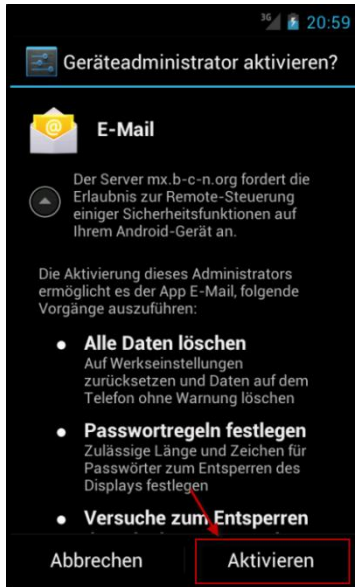 3G 20:59
Geräteadministrator aktivieren?
E-Mail
Der Server mx.b-c-n.org fordert die
Erlaubnis zur Remote-Steuerung
einiger Sicherheitsfunktionen auf
Ihrem Android-Gerät an.
Die Aktivierung dieses Administrators
ermöglicht es der App E-Mail, folgende
Vorgänge auszuführen:
• Alle Daten löschen
Auf Werkseinstellungen
zurücksetzen und Daten auf dem
Telefon ohne Warnung löschen
• Passwortregeln festlegen
Zulässige Länge und Zeichen für
Passwörter zum Entsperren des
Displays festlegen
• Versuche zum Entsperren
Abbrechen Aktivieren